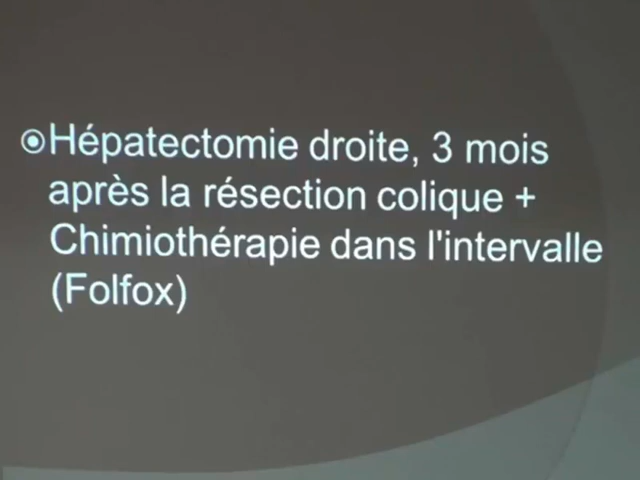 Hépatectomie droite, 3 mois
après la résection colique +
Chimiothérapie dans l'intervalle
(Folfox)